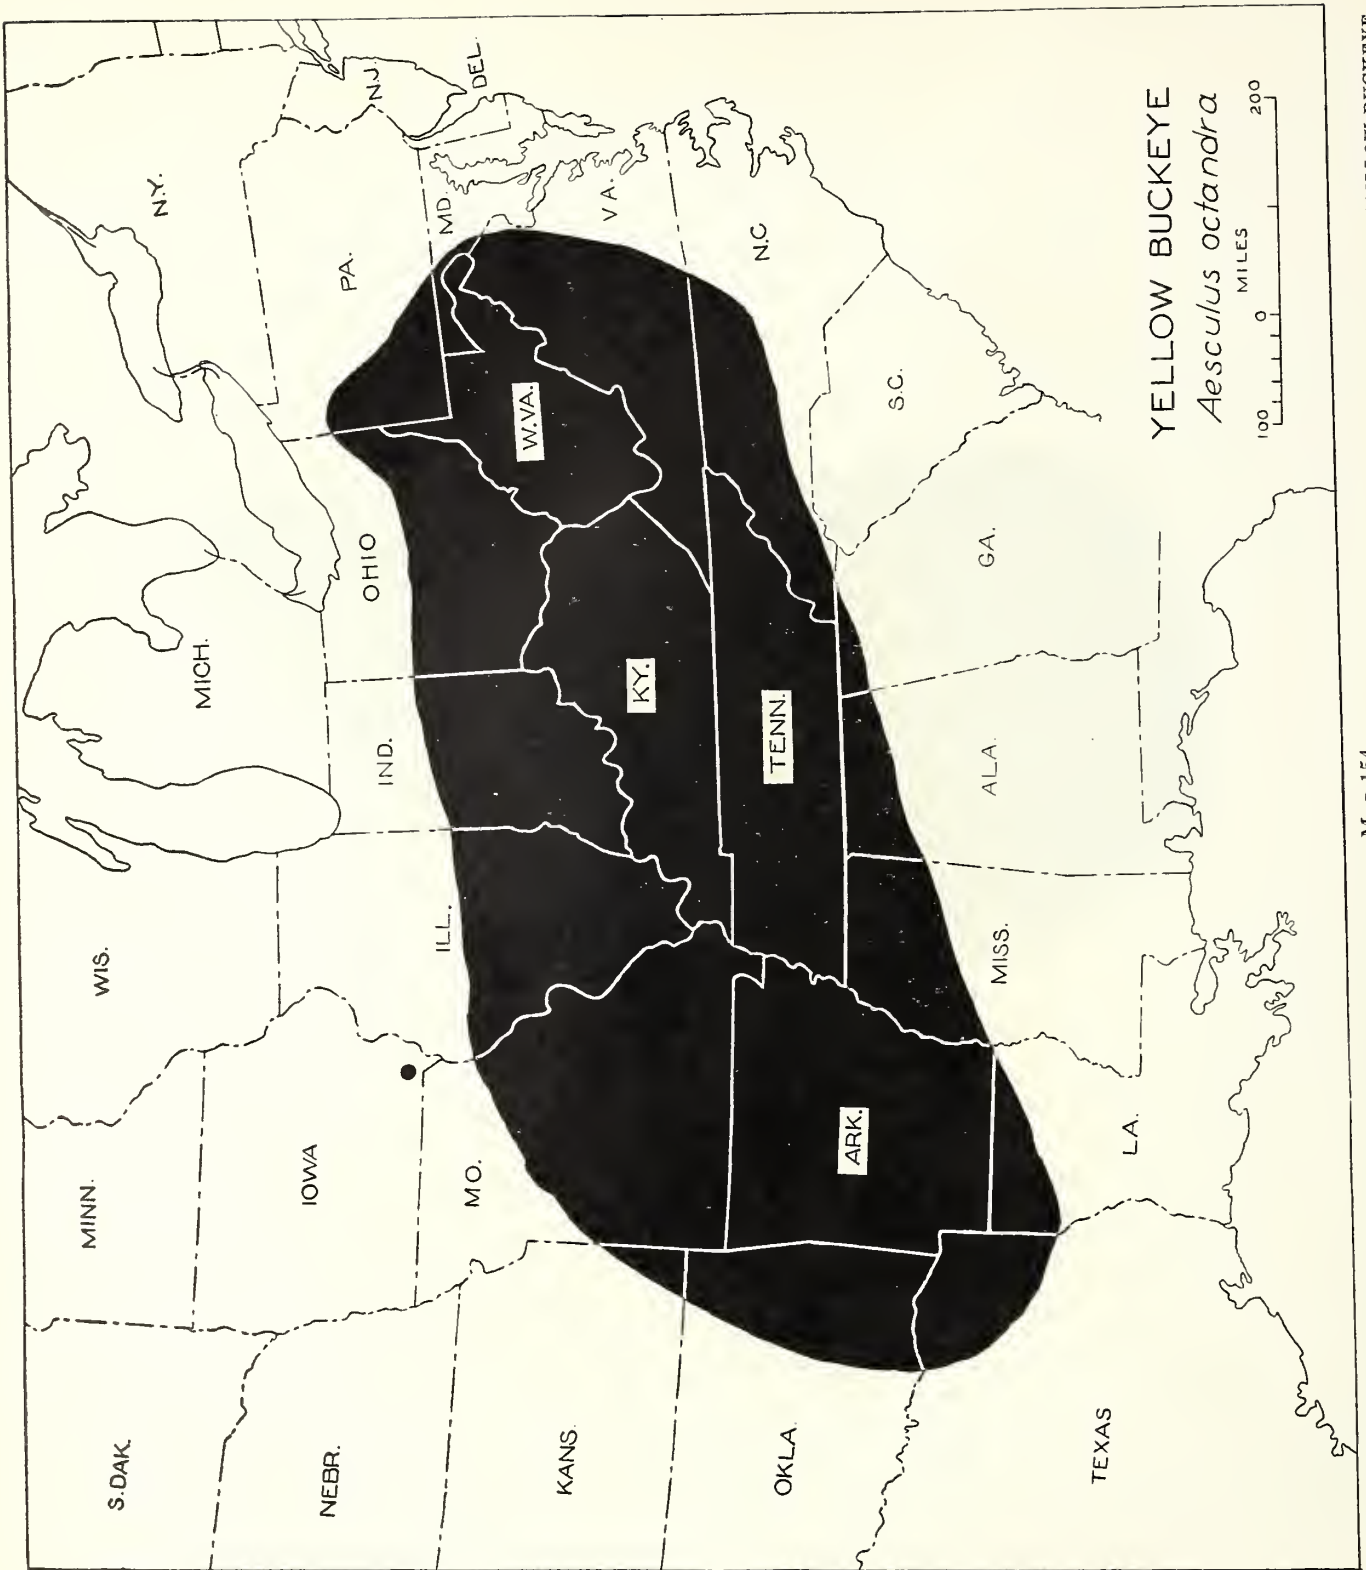 S.DAK.
MINN.
WIS.
MICH.
N.Y.
NEBR.
IOWA
ILL.
IND.
OHIO
PA.
N.J.
KANS.
MO.
MD.
DEL.
W.VA.
VA.
KY.
OKLA.
ARK.
TENN.
N.C.
S.C.
TEXAS
LA.
MISS.
ALA.
GA.
YELLOW BUCKEYE
Aesculus octandra
MILES
100 0 200